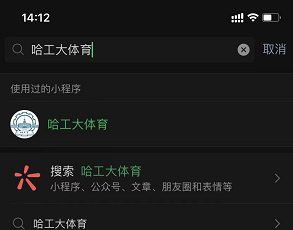 14:12
哈工大体育
取消
使用过的小程序
哈工大体育
搜索 哈工大体育
小程序、公众号、文章、朋友圈和表情等
哈工大体育